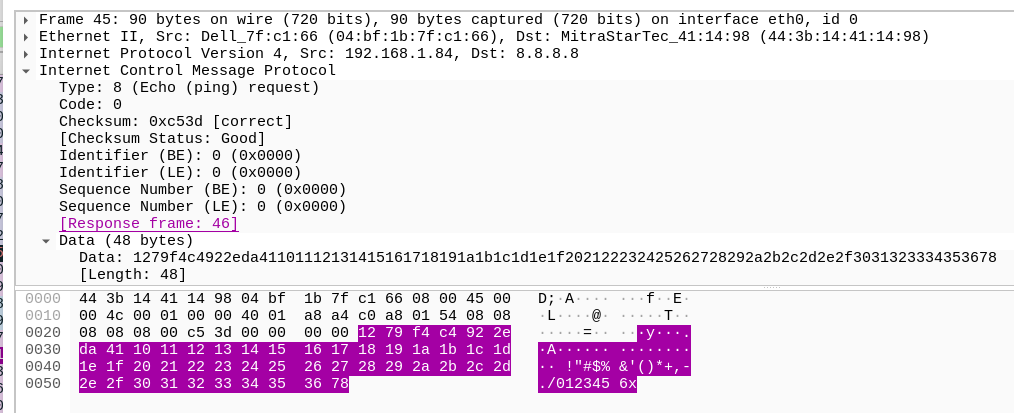 Frame 45: 90 bytes on wire (720 bits), 90 bytes captured (720 bits) on interface eth0, id 0
Ethernet II, Src: Dell_7f:c1:66 (04:bf:1b:7f:c1:66), Dst: MitraStarTec_41:14:98 (44:3b:14:41:14:98)
Internet Protocol Version 4, Src: 192.168.1.84, Dst: 8.8.8.8
Internet Control Message Protocol
Type: 8 (Echo (ping) request)
Code: 0
Checksum: 0xc53d [correct]
[Checksum Status: Good]
Identifier (BE): 0 (0x0000)
Identifier (LE): 0 (0x0000)
Sequence Number (BE): 0 (0x0000)
Sequence Number (LE): 0 (0x0000)
[Response frame: 46]
Data (48 bytes)
Data: 1279f4c4922eda41101112131415161718191a1b1c1d1e1f202122232425262728292a2b2c2d2e2f3031323334353678
[Length: 48]
0000 44 3b 14 41 14 98 04 bf 1b 7f c1 66 08 00 45 00 D;·A···· ···f··E·
0010 00 4c 00 01 00 00 40 01 a8 a4 c0 a8 01 54 08 08 ·L····@· ·····T··
0020 08 08 08 00 c5 3d 00 00 00 00 12 79 f4 c4 92 2e ·····=·· ···y····.
0030 da 41 10 11 12 13 14 15 16 17 18 19 1a 1b 1c 1d ·A······ ········
0040 1e 1f 20 21 22 23 24 25 26 27 28 29 2a 2b 2c 2d ·· !"#$% &'()*+,-
0050 2e 2f 30 31 32 33 34 35 36 78 ./012345 6x